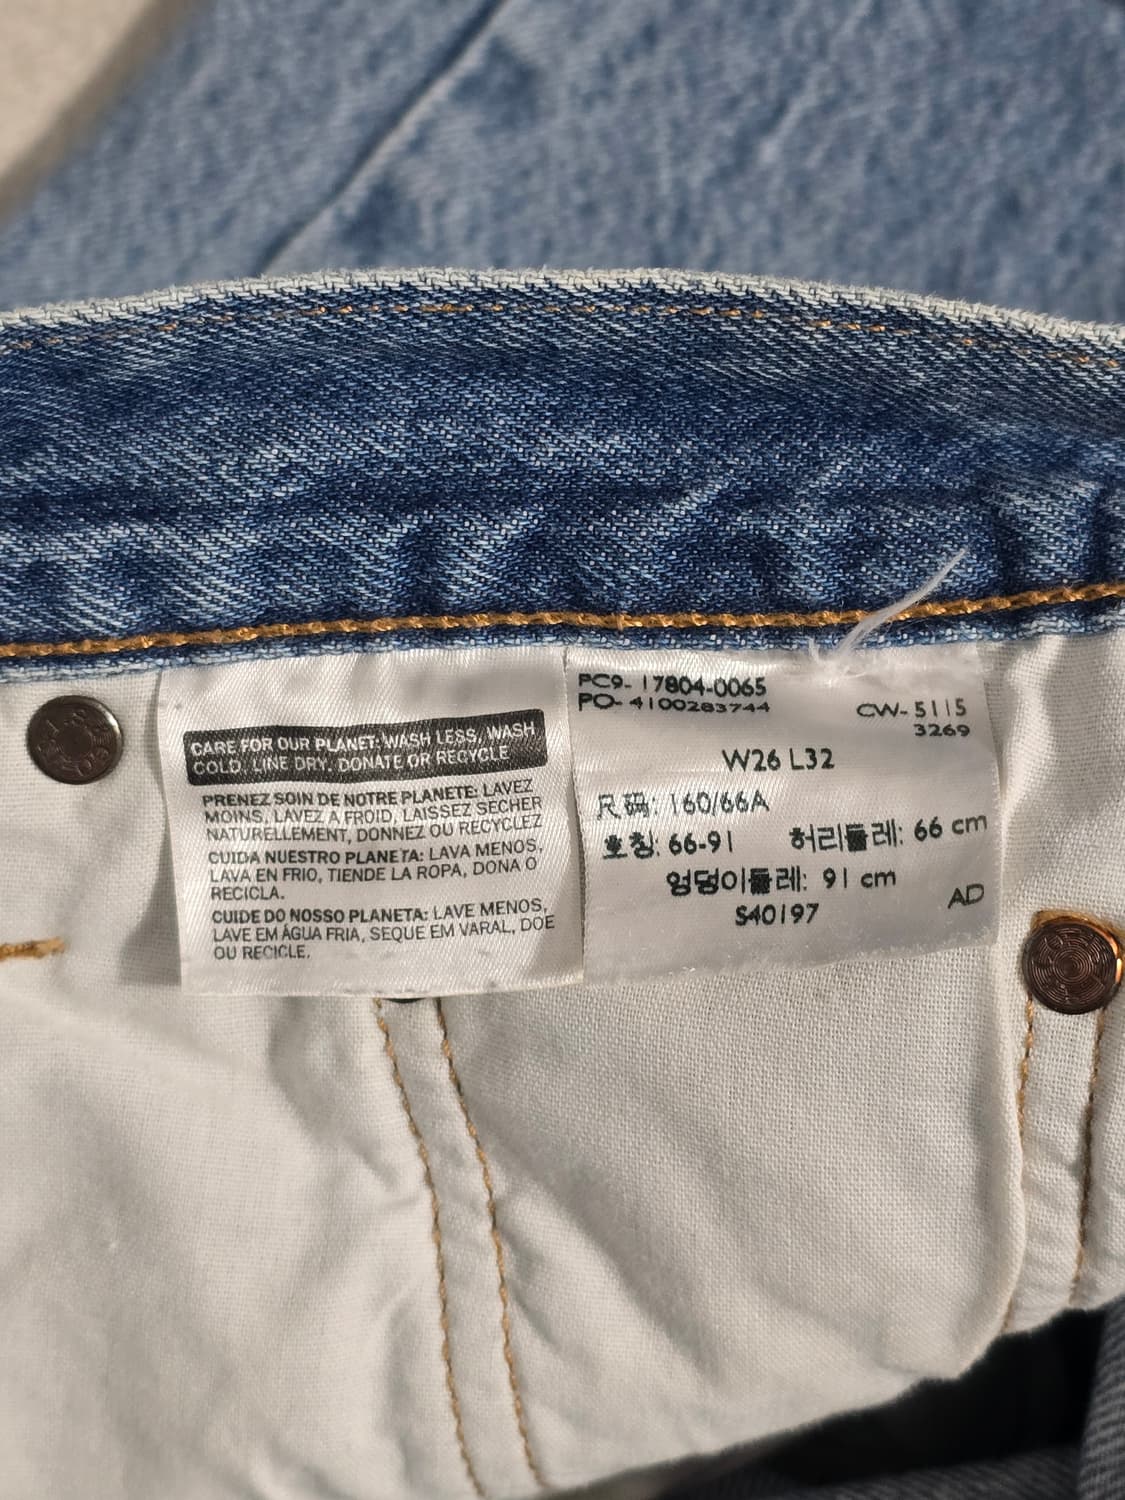 CARE FOR OUR PLANET: WASH LESS, WASH
COLD, LINE DRY, DONATE OR RECYCLE
PRENEZ SOIN DE NOTRE PLANETE: LAVEZ
MOINS, LAVEZ A FROID, LAISSEZ SECHER
NATURELLEMENT, DONNEZ OU RECYCLEZ
CUIDA NUESTRO PLANETA: LAVA MENOS,
LAVA EN FRIO, TIENDE LA ROPA, DONA O
RECICLA.
CUIDE DO NOSSO PLANETA: LAVE MENOS,
LAVE EM ÁGUA FRIA, SEQUE EM VARAL, DOE
OU RECICLE.
PC9-17804-0065
PO-4100283744
CW-5115
3269
W26 L32
尺码: 160/66A
호칭: 66-91 허리둘레: 66 cm
엉덩이둘레: 91 cm
S40197
AD